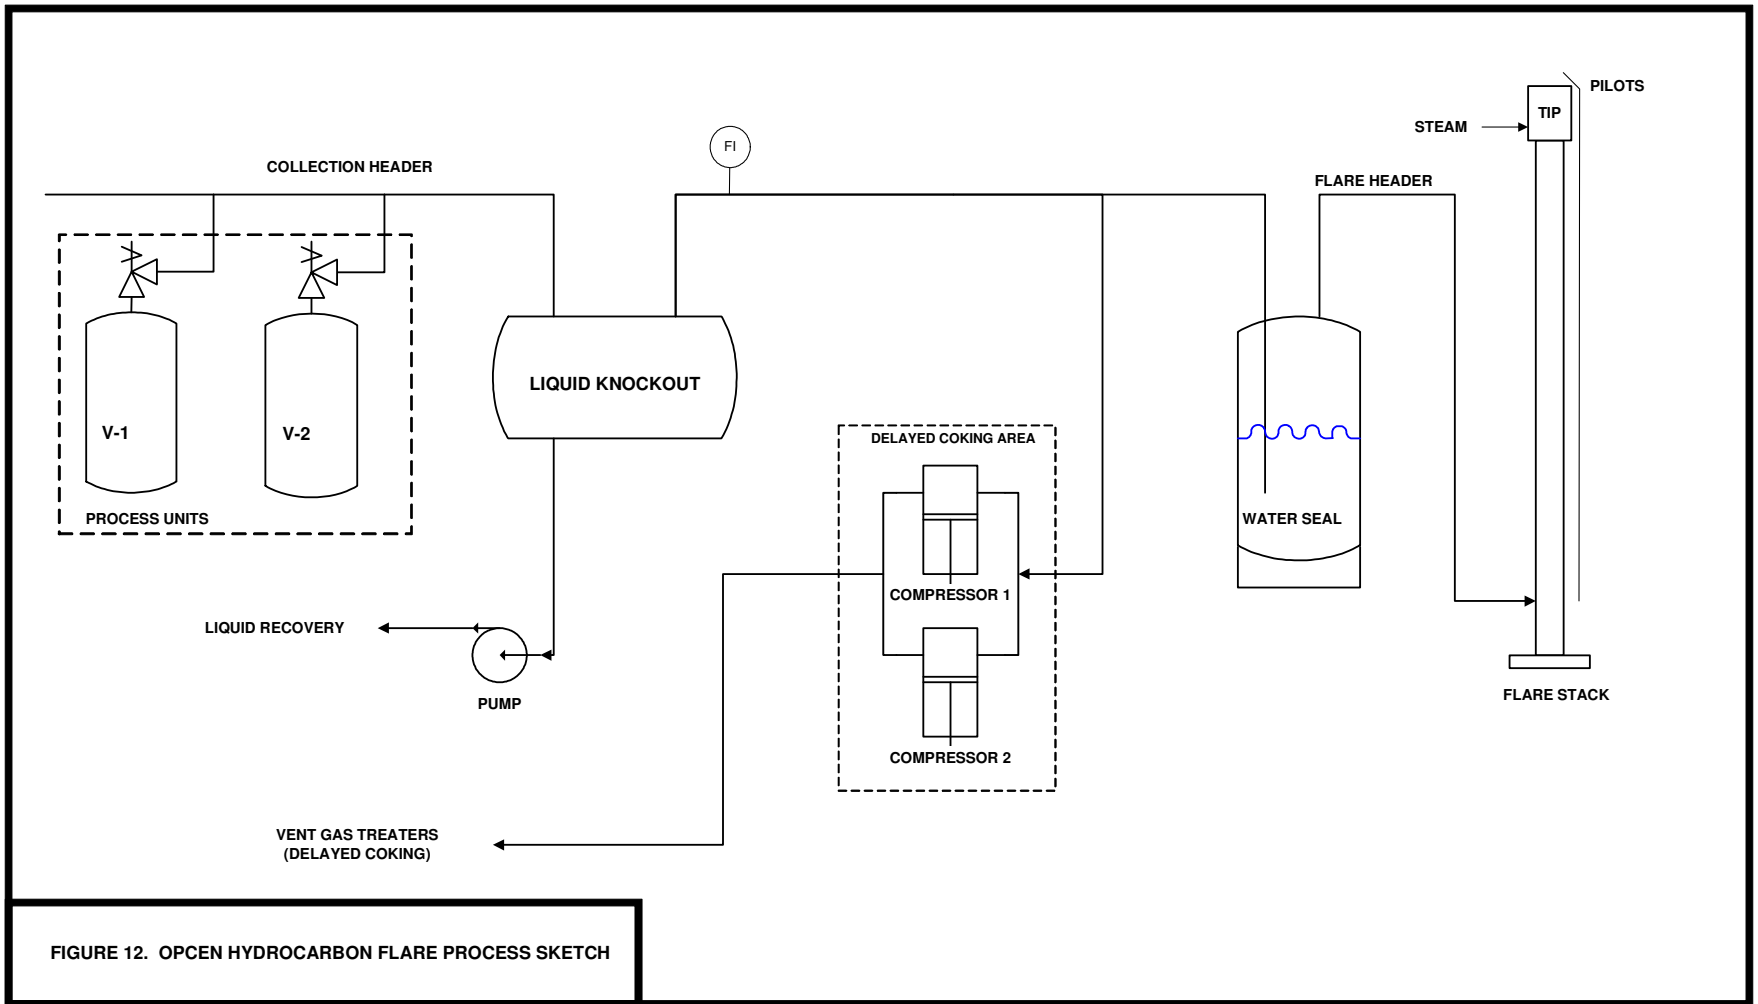 PILOTS
TIP
STEAM
FI
COLLECTION HEADER
FLARE HEADER
LIQUID KNOCKOUT
V-1
V-2
DELAYED COKING AREA
PROCESS UNITS
WATER SEAL
COMPRESSOR 1
LIQUID RECOVERY
PUMP
FLARE STACK
COMPRESSOR 2
VENT GAS TREATERS
(DELAYED COKING)
FIGURE 12.  OPCEN HYDROCARBON FLARE PROCESS SKETCH